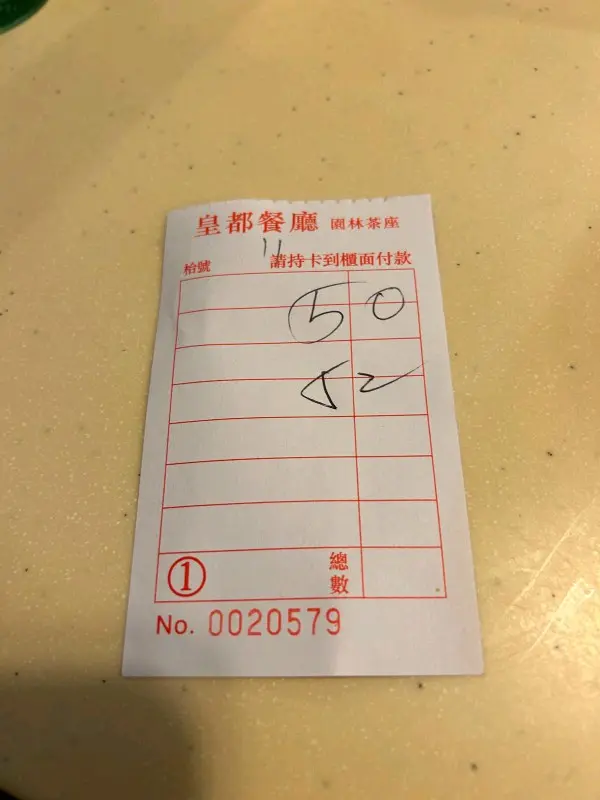 皇都餐廳 園林茶座
枱號 11 請持卡到櫃面付款
50
52
① 總數
No. 0020579